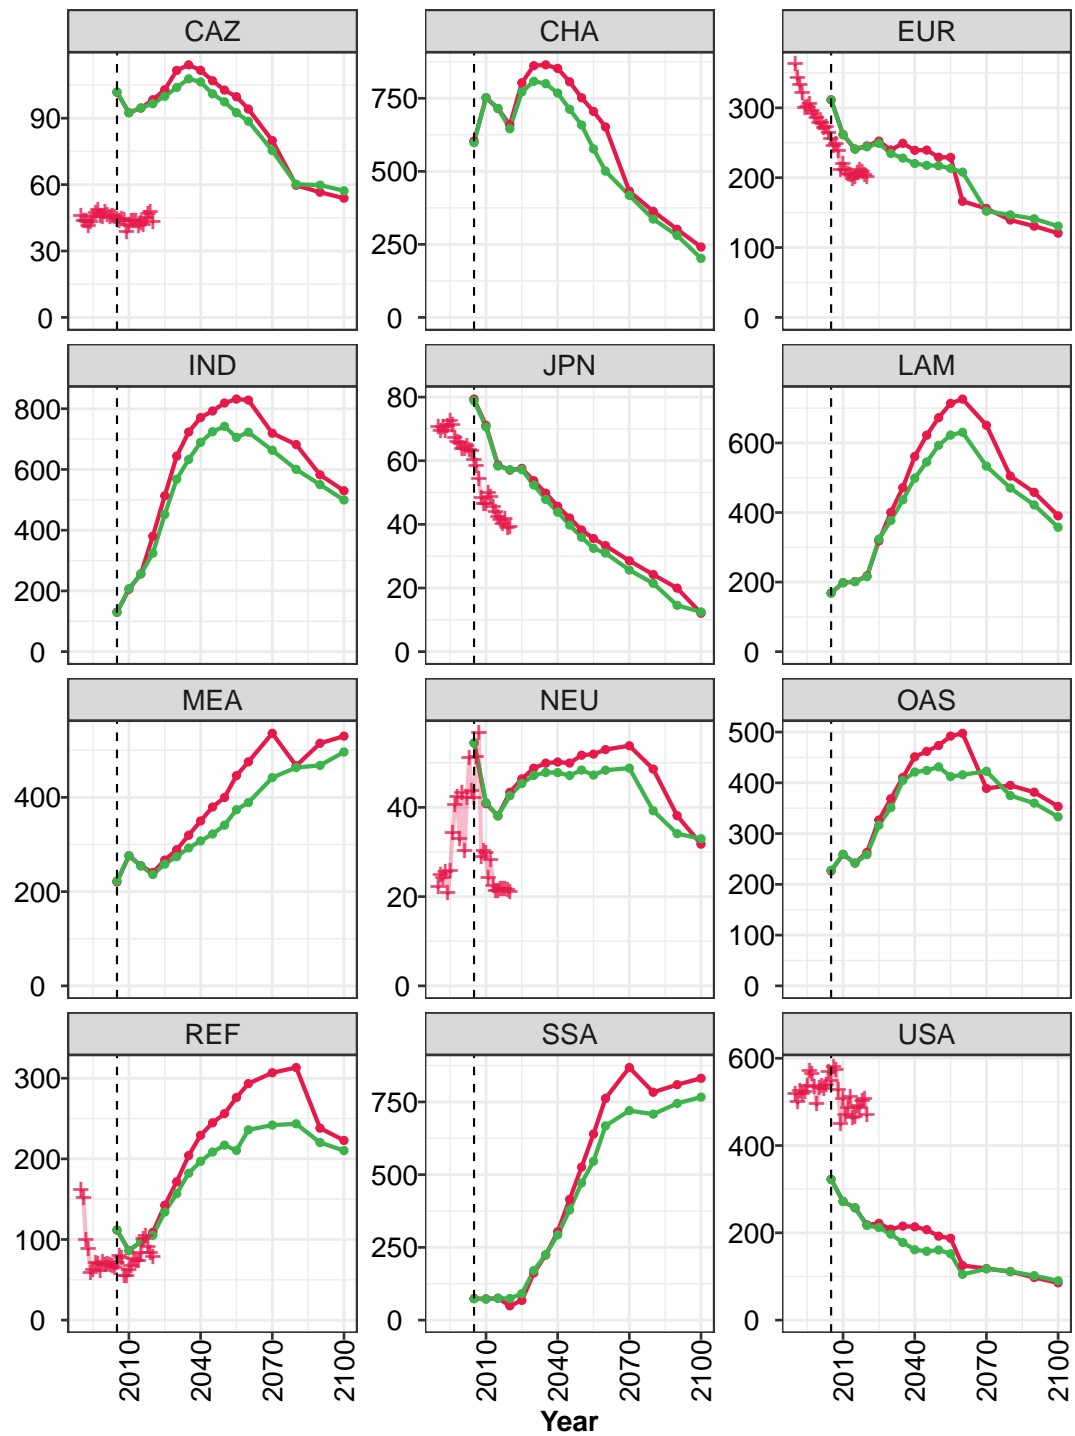 CAZ CHA EUR
90 750 300
60 500 200
30 250 100
0 0 0
IND JPN LAM
800 80 600
600 60 400
400 40 200
200 20 0
0 0
MEA NEU OAS
400 40 500
200 20 400
0 0 300
200
100
0
REF SSA USA
300 750 600
200 500 400
100 250 200
0 0 0
2010 2040 2070 2100 2010 2040 2070 2100 2010 2040 2070 2100
Year